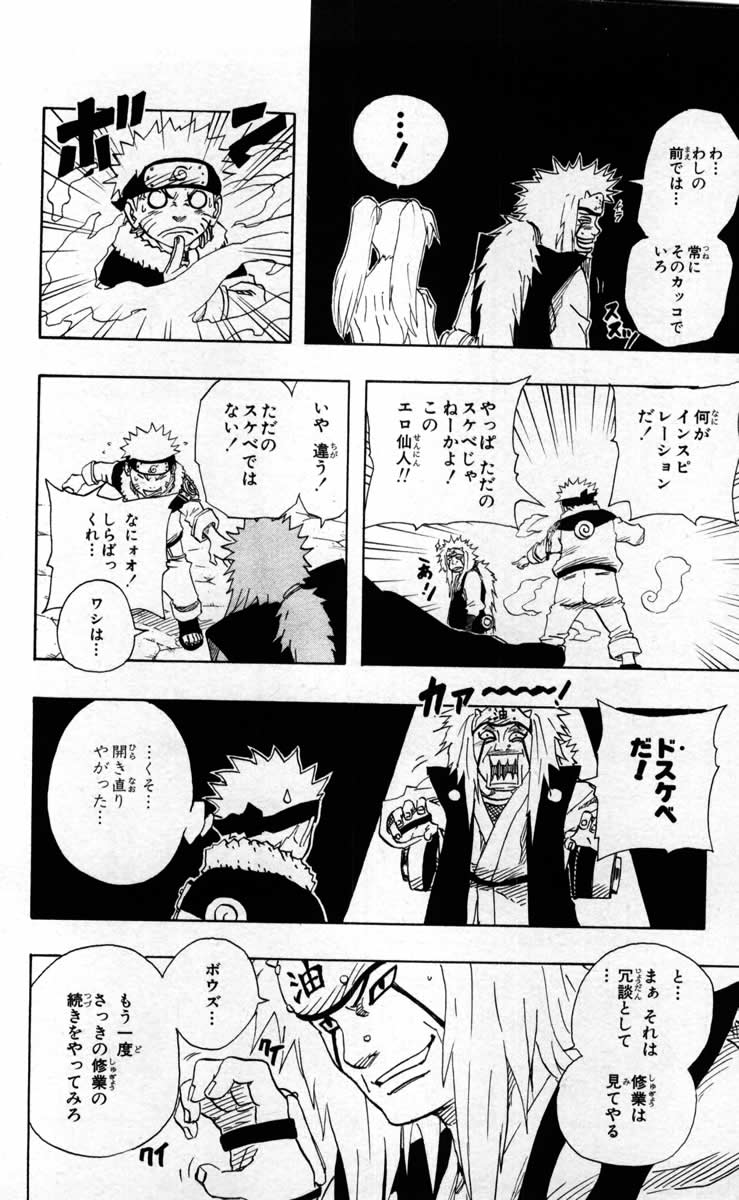 わ…
わしの
前では…
常に
そのカッコで
いろ
…!
ズズッ
ボンッ
何が
インスピ
レーション
だ!
やっぱ ただの
スケベじゃ
ねーかよ!
この
エロ仙人!!
あ!
いや 違う!
ただの
スケベでは
ない!
なにォオ!
しらばっ
くれ…
ワシは…
ドスケベ
だ!
カァ~~~!
油
…くそ…
開き直り
やがった…
と…
まぁ それは
冗談として
修業は
見てやる
油
ボウズ…
もう一度
さっきの修業の
続きをやってみろ
クイ
クイ